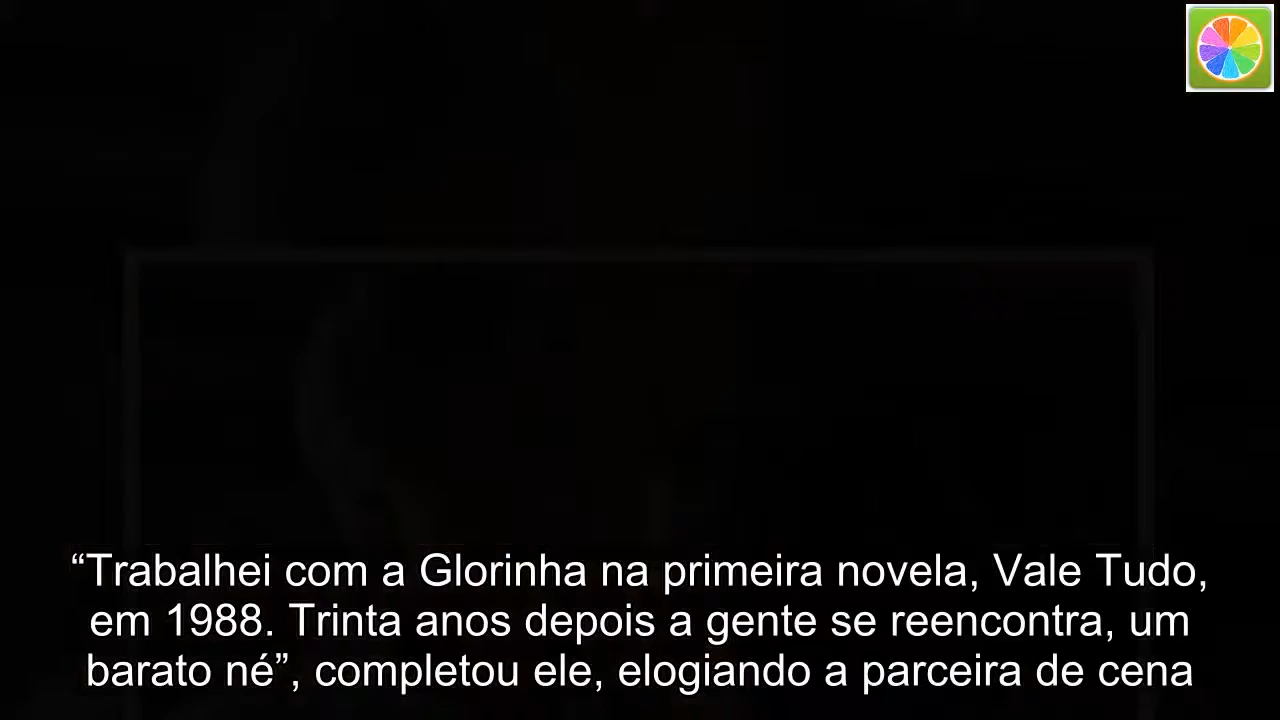 “Trabalhei com a Glorinha na primeira novela, Vale Tudo,
em 1988. Trinta anos depois a gente se reencontra, um
barato né”, completou ele, elogiando a parceira de cena